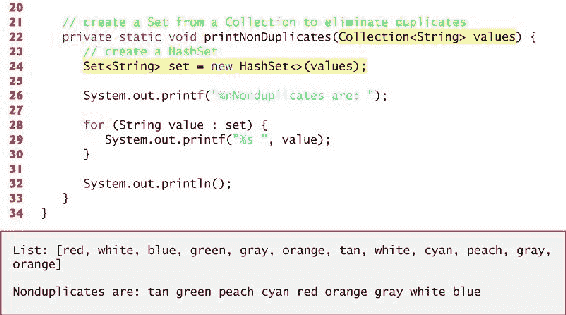 20
21 // create a Set from a Collection to eliminate duplicates
22 private static void printNonDuplicates(Collection<String> values) {
23 // create a HashSet
24 Set<String> set = new HashSet<>(values);
25
26 System.out.printf("%nNonduplicates are: ");
27
28 for (String value : set) {
29 System.out.printf("%s ", value);
30 }
31
32 System.out.println();
33 }
34 }
List: [red, white, blue, green, gray, orange, tan, white, cyan, peach, gray,
orange]
Nonduplicates are: tan green peach cyan red orange gray white blue